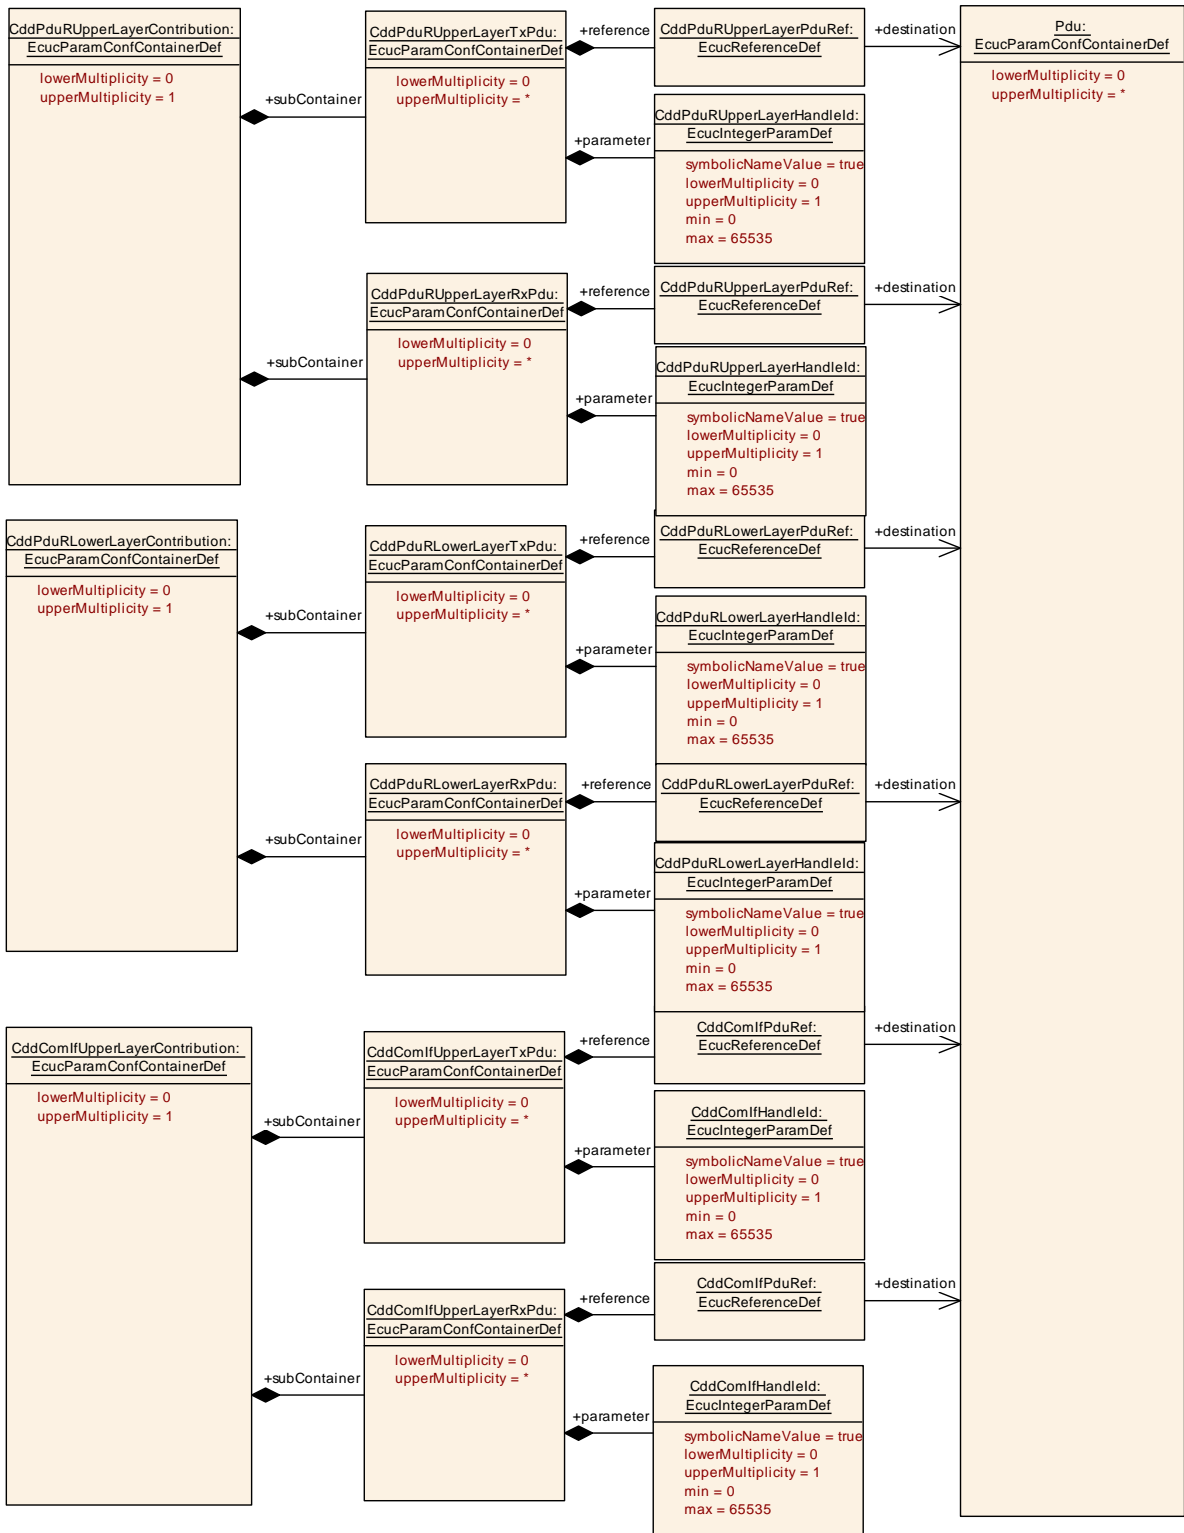 CddPduRUpperLayerContribution:
EcucParamConfContainerDef
lowerMultiplicity = 0
upperMultiplicity = 1
+subContainer
CddPduRUpperLayerTxPdu:
EcucParamConfContainerDef
lowerMultiplicity = 0
upperMultiplicity = *
+reference
CddPduRUpperLayerPduRef:
EcucReferenceDef
+destination
Pdu:
EcucParamConfContainerDef
lowerMultiplicity = 0
upperMultiplicity = *
+parameter
CddPduRUpperLayerHandleId:
EcucIntegerParamDef
symbolicNameValue = true
lowerMultiplicity = 0
upperMultiplicity = 1
min = 0
max = 65535
+subContainer
CddPduRUpperLayerRxPdu:
EcucParamConfContainerDef
lowerMultiplicity = 0
upperMultiplicity = *
+reference
CddPduRUpperLayerPduRef:
EcucReferenceDef
+destination
+parameter
CddPduRUpperLayerHandleId:
EcucIntegerParamDef
symbolicNameValue = true
lowerMultiplicity = 0
upperMultiplicity = 1
min = 0
max = 65535
CddPduRLowerLayerContribution:
EcucParamConfContainerDef
lowerMultiplicity = 0
upperMultiplicity = 1
+subContainer
CddPduRLowerLayerTxPdu:
EcucParamConfContainerDef
lowerMultiplicity = 0
upperMultiplicity = *
+reference
CddPduRLowerLayerPduRef:
EcucReferenceDef
+destination
+parameter
CddPduRLowerLayerHandleId:
EcucIntegerParamDef
symbolicNameValue = true
lowerMultiplicity = 0
upperMultiplicity = 1
min = 0
max = 65535
+subContainer
CddPduRLowerLayerRxPdu:
EcucParamConfContainerDef
lowerMultiplicity = 0
upperMultiplicity = *
+reference
CddPduRLowerLayerPduRef:
EcucReferenceDef
+destination
+parameter
CddPduRLowerLayerHandleId:
EcucIntegerParamDef
symbolicNameValue = true
lowerMultiplicity = 0
upperMultiplicity = 1
min = 0
max = 65535
CddComIfUpperLayerContribution:
EcucParamConfContainerDef
lowerMultiplicity = 0
upperMultiplicity = 1
+subContainer
CddComIfUpperLayerTxPdu:
EcucParamConfContainerDef
lowerMultiplicity = 0
upperMultiplicity = *
+reference
CddComIfPduRef:
EcucReferenceDef
+destination
+parameter
CddComIfHandleId:
EcucIntegerParamDef
symbolicNameValue = true
lowerMultiplicity = 0
upperMultiplicity = 1
min = 0
max = 65535
+subContainer
CddComIfUpperLayerRxPdu:
EcucParamConfContainerDef
lowerMultiplicity = 0
upperMultiplicity = *
+reference
CddComIfPduRef:
EcucReferenceDef
+destination
+parameter
CddComIfHandleId:
EcucIntegerParamDef
symbolicNameValue = true
lowerMultiplicity = 0
upperMultiplicity = 1
min = 0
max = 65535